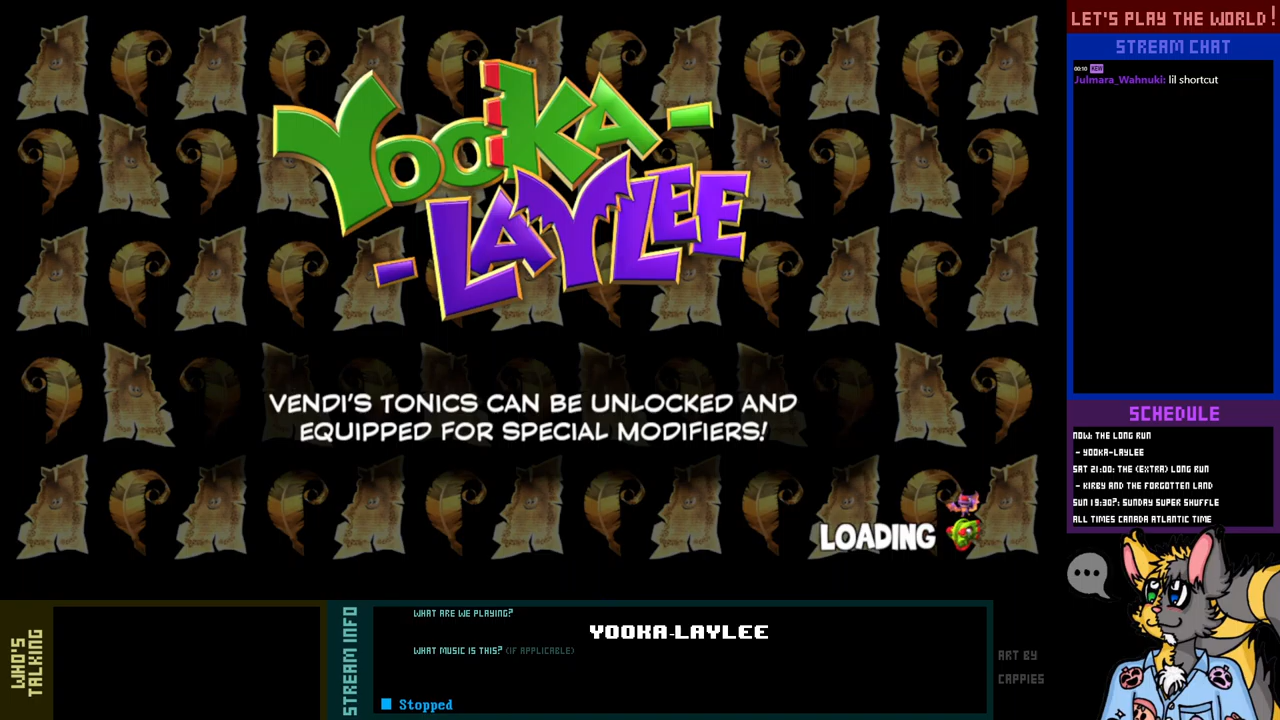 YOOKA-
-LAYLEE
VENDI'S TONICS CAN BE UNLOCKED AND
EQUIPPED FOR SPECIAL MODIFIERS!
LOADING
LET'S PLAY THE WORLD!
STREAM CHAT
00:10 NEW
Julmara_Wahnuki: lil shortcut
SCHEDULE
NOW: THE LONG RUN
- YOOKA-LAYLEE
SAT 21:00: THE (EXTRA) LONG RUN
- KIRBY AND THE FORGOTTEN LAND
SUN 19:30?: SUNDAY SUPER SHUFFLE
ALL TIMES CANADA ATLANTIC TIME
WHO'S
TALKING
STREAM INFO
WHAT ARE WE PLAYING?
YOOKA-LAYLEE
WHAT MUSIC IS THIS? (IF APPLICABLE)
Stopped
ART BY
CAPPIES